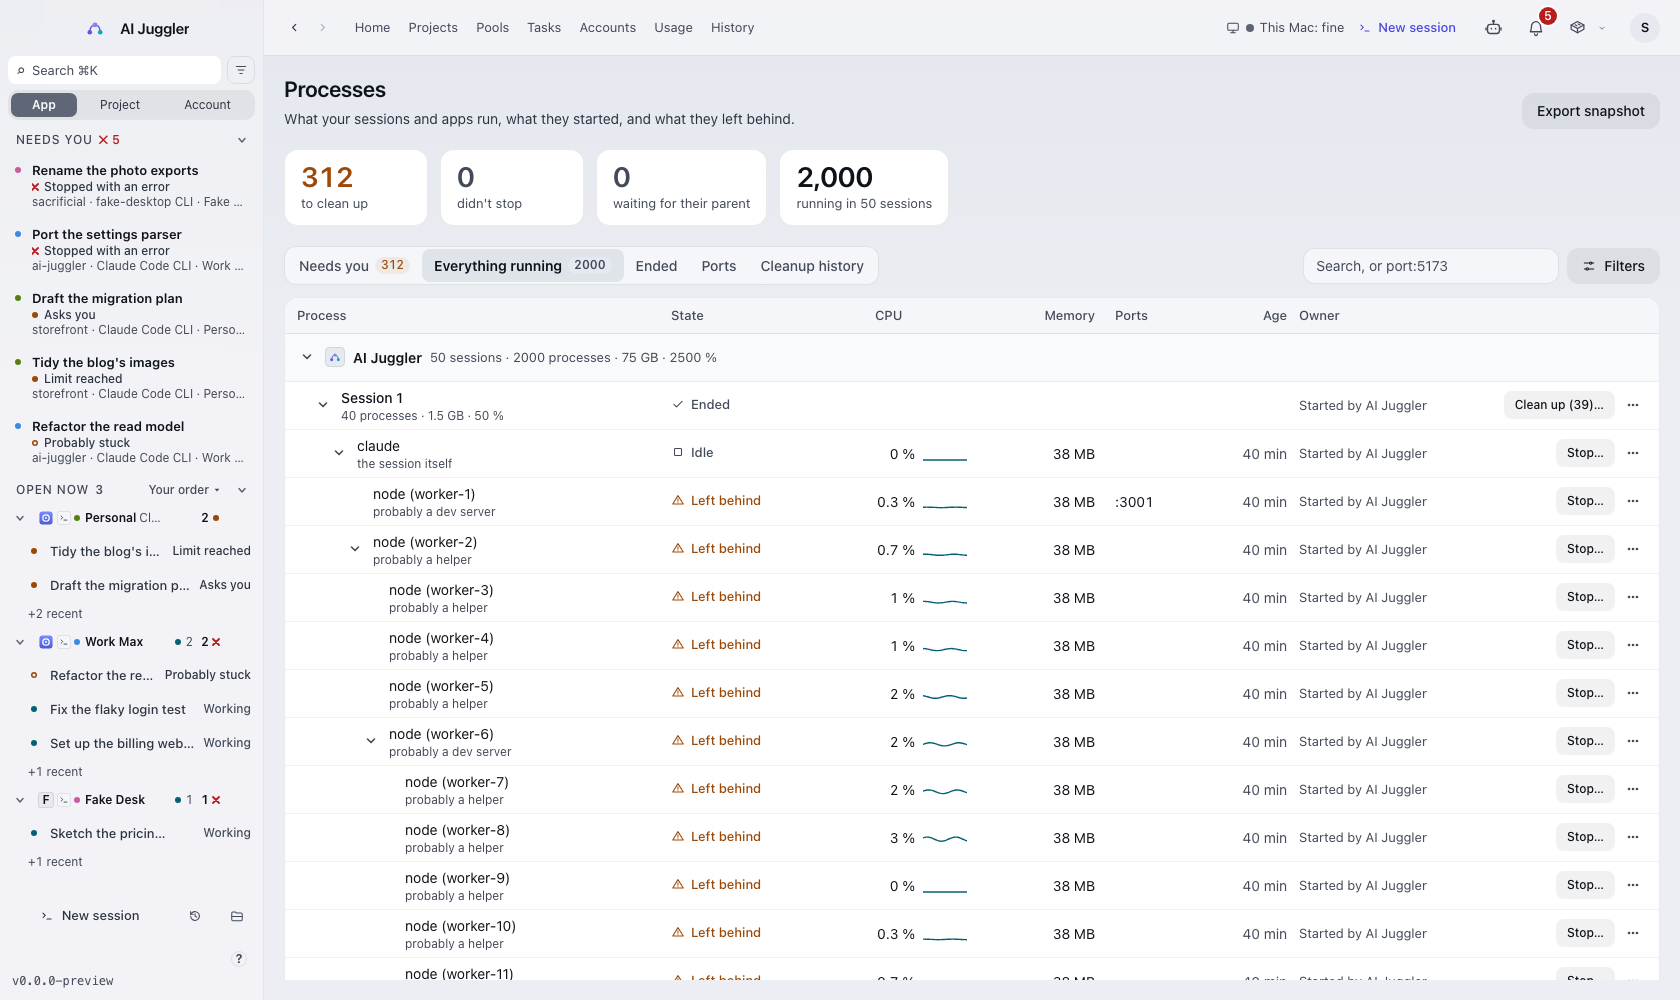 AI Juggler
Search ⌘K
App Project Account
NEEDS YOU 5
Rename the photo exports
Stopped with an error
sacrificial · fake-desktop CLI · Fake ...
Port the settings parser
Stopped with an error
ai-juggler · Claude Code CLI · Work ...
Draft the migration plan
Asks you
storefront · Claude Code CLI · Perso...
Tidy the blog's images
Limit reached
storefront · Claude Code CLI · Perso...
Refactor the read model
Probably stuck
ai-juggler · Claude Code CLI · Work ...
OPEN NOW 3 Your order
Personal Cl... 2
Tidy the blog's i... Limit reached
Draft the migration p... Asks you
+2 recent
Work Max 2 2
Refactor the re... Probably stuck
Fix the flaky login test Working
Set up the billing web... Working
+1 recent
F Fake Desk 1 1
Sketch the pricin... Working
+1 recent
New session
?
v0.0.0-preview
Home Projects Pools Tasks Accounts Usage History
This Mac: fine New session 5 S
Processes
What your sessions and apps run, what they started, and what they left behind.
Export snapshot
312 to clean up
0 didn't stop
0 waiting for their parent
2,000 running in 50 sessions
Needs you 312 Everything running 2000 Ended Ports Cleanup history
Search, or port:5173 Filters
Process State CPU Memory Ports Age Owner
AI Juggler 50 sessions · 2000 processes · 75 GB · 2500 %
Session 1 Ended Started by AI Juggler Clean up (39)...
40 processes · 1.5 GB · 50 %
claude Idle 0 % 38 MB 40 min Started by AI Juggler Stop...
the session itself
node (worker-1) Left behind 0.3 % 38 MB :3001 40 min Started by AI Juggler Stop...
probably a dev server
node (worker-2) Left behind 0.7 % 38 MB 40 min Started by AI Juggler Stop...
probably a helper
node (worker-3) Left behind 1 % 38 MB 40 min Started by AI Juggler Stop...
probably a helper
node (worker-4) Left behind 1 % 38 MB 40 min Started by AI Juggler Stop...
probably a helper
node (worker-5) Left behind 2 % 38 MB 40 min Started by AI Juggler Stop...
probably a helper
node (worker-6) Left behind 2 % 38 MB 40 min Started by AI Juggler Stop...
probably a dev server
node (worker-7) Left behind 2 % 38 MB 40 min Started by AI Juggler Stop...
probably a helper
node (worker-8) Left behind 3 % 38 MB 40 min Started by AI Juggler Stop...
probably a helper
node (worker-9) Left behind 0 % 38 MB 40 min Started by AI Juggler Stop...
probably a helper
node (worker-10) Left behind 0.3 % 38 MB 40 min Started by AI Juggler Stop...
probably a helper
node (worker-11) Left behind